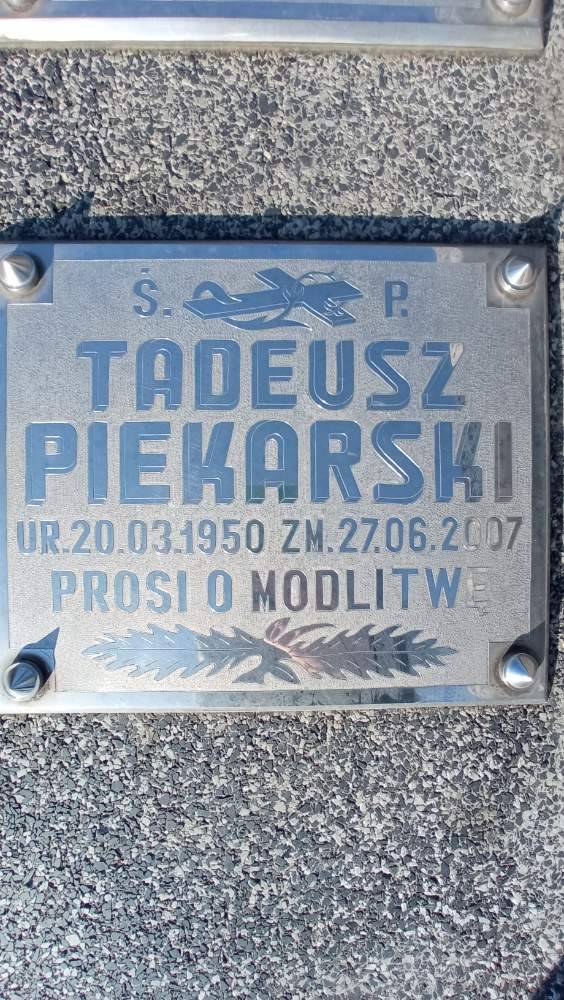 Ś. P.
TADEUSZ
PIEKARSKI
UR.20.03.1950 ZM.27.06.2007
PROSI O MODLITWĘ